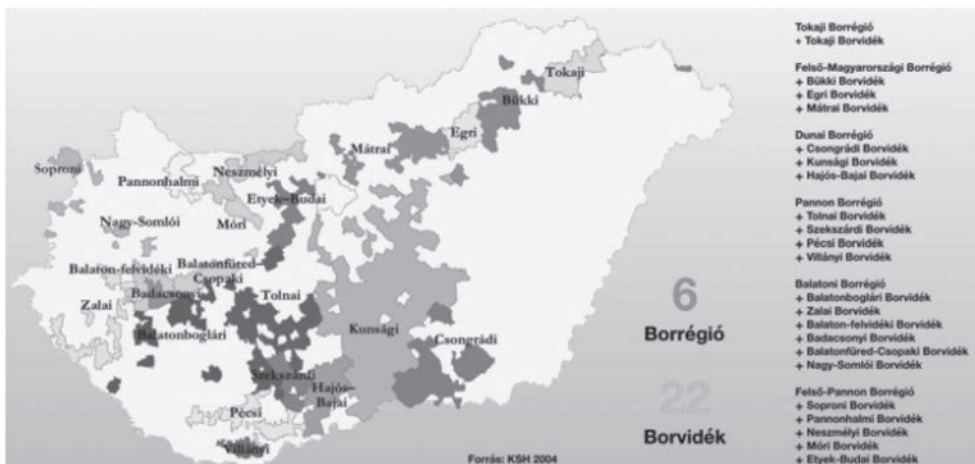 Tokaji
Bükki
Egri
Mátrai
Soproni
Neszmélyi
Pannonhalmi
Etyek-Budai
Nagy-Somlói
Móri
Balaton-felvidéki
Balatonfüred-
Csopaki
Badacsonyi
Tolnai
Zalai
Balatonboglári
Kunsági
Csongrádi
Szekszárdi
Hajós-
Bajai
Pécsi
Villányi
6
Borrégió
22
Borvidék
Forrás: KSH 2004
Tokaji Borrégió
+ Tokaji Borvidék
Felső-Magyarországi Borrégió
+ Bükki Borvidék
+ Egri Borvidék
+ Mátrai Borvidék
Dunai Borrégió
+ Csongrádi Borvidék
+ Kunsági Borvidék
+ Hajós-Bajai Borvidék
Pannon Borrégió
+ Tolnai Borvidék
+ Szekszárdi Borvidék
+ Pécsi Borvidék
+ Villányi Borvidék
Balatoni Borrégió
+ Balatonboglári Borvidék
+ Zalai Borvidék
+ Balaton-felvidéki Borvidék
+ Badacsonyi Borvidék
+ Balatonfüred-Csopaki Borvidék
+ Nagy-Somlói Borvidék
Felső-Pannon Borrégió
+ Soproni Borvidék
+ Pannonhalmi Borvidék
+ Neszmélyi Borvidék
+ Móri Borvidék
+ Etyek-Budai Borvidék